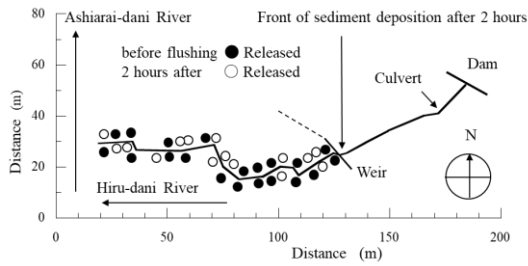 Ashiarai-dani River
Front of sediment deposition after 2 hours
before flushing ● Released
2 hours after ○ Released
Dam
Culvert
N
Weir
Hiru-dani River
80
60
40
20
0
Distance (m)
0 50 100 150 200
Distance (m)